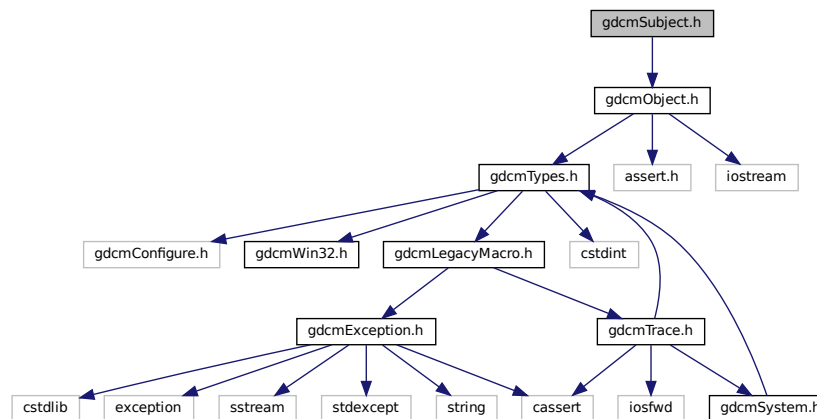 gdcmSubject.h
gdcmObject.h
gdcmTypes.h
assert.h
iostream
gdcmConfigure.h
gdcmWin32.h
gdcmLegacyMacro.h
cstdint
gdcmException.h
gdcmTrace.h
cstdlib
exception
sstream
stdexcept
string
cassert
iosfwd
gdcmSystem.h